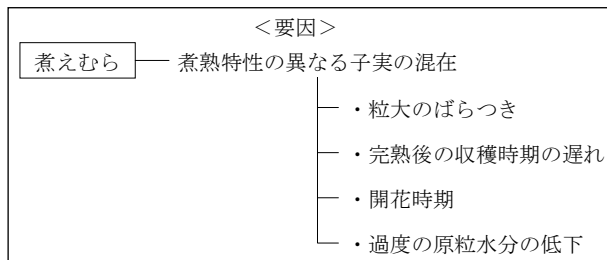 ＜要因＞
煮えむら 煮熟特性の異なる子実の混在
・粒大のばらつき
・完熟後の収穫時期の遅れ
・開花時期
・過度の原粒水分の低下